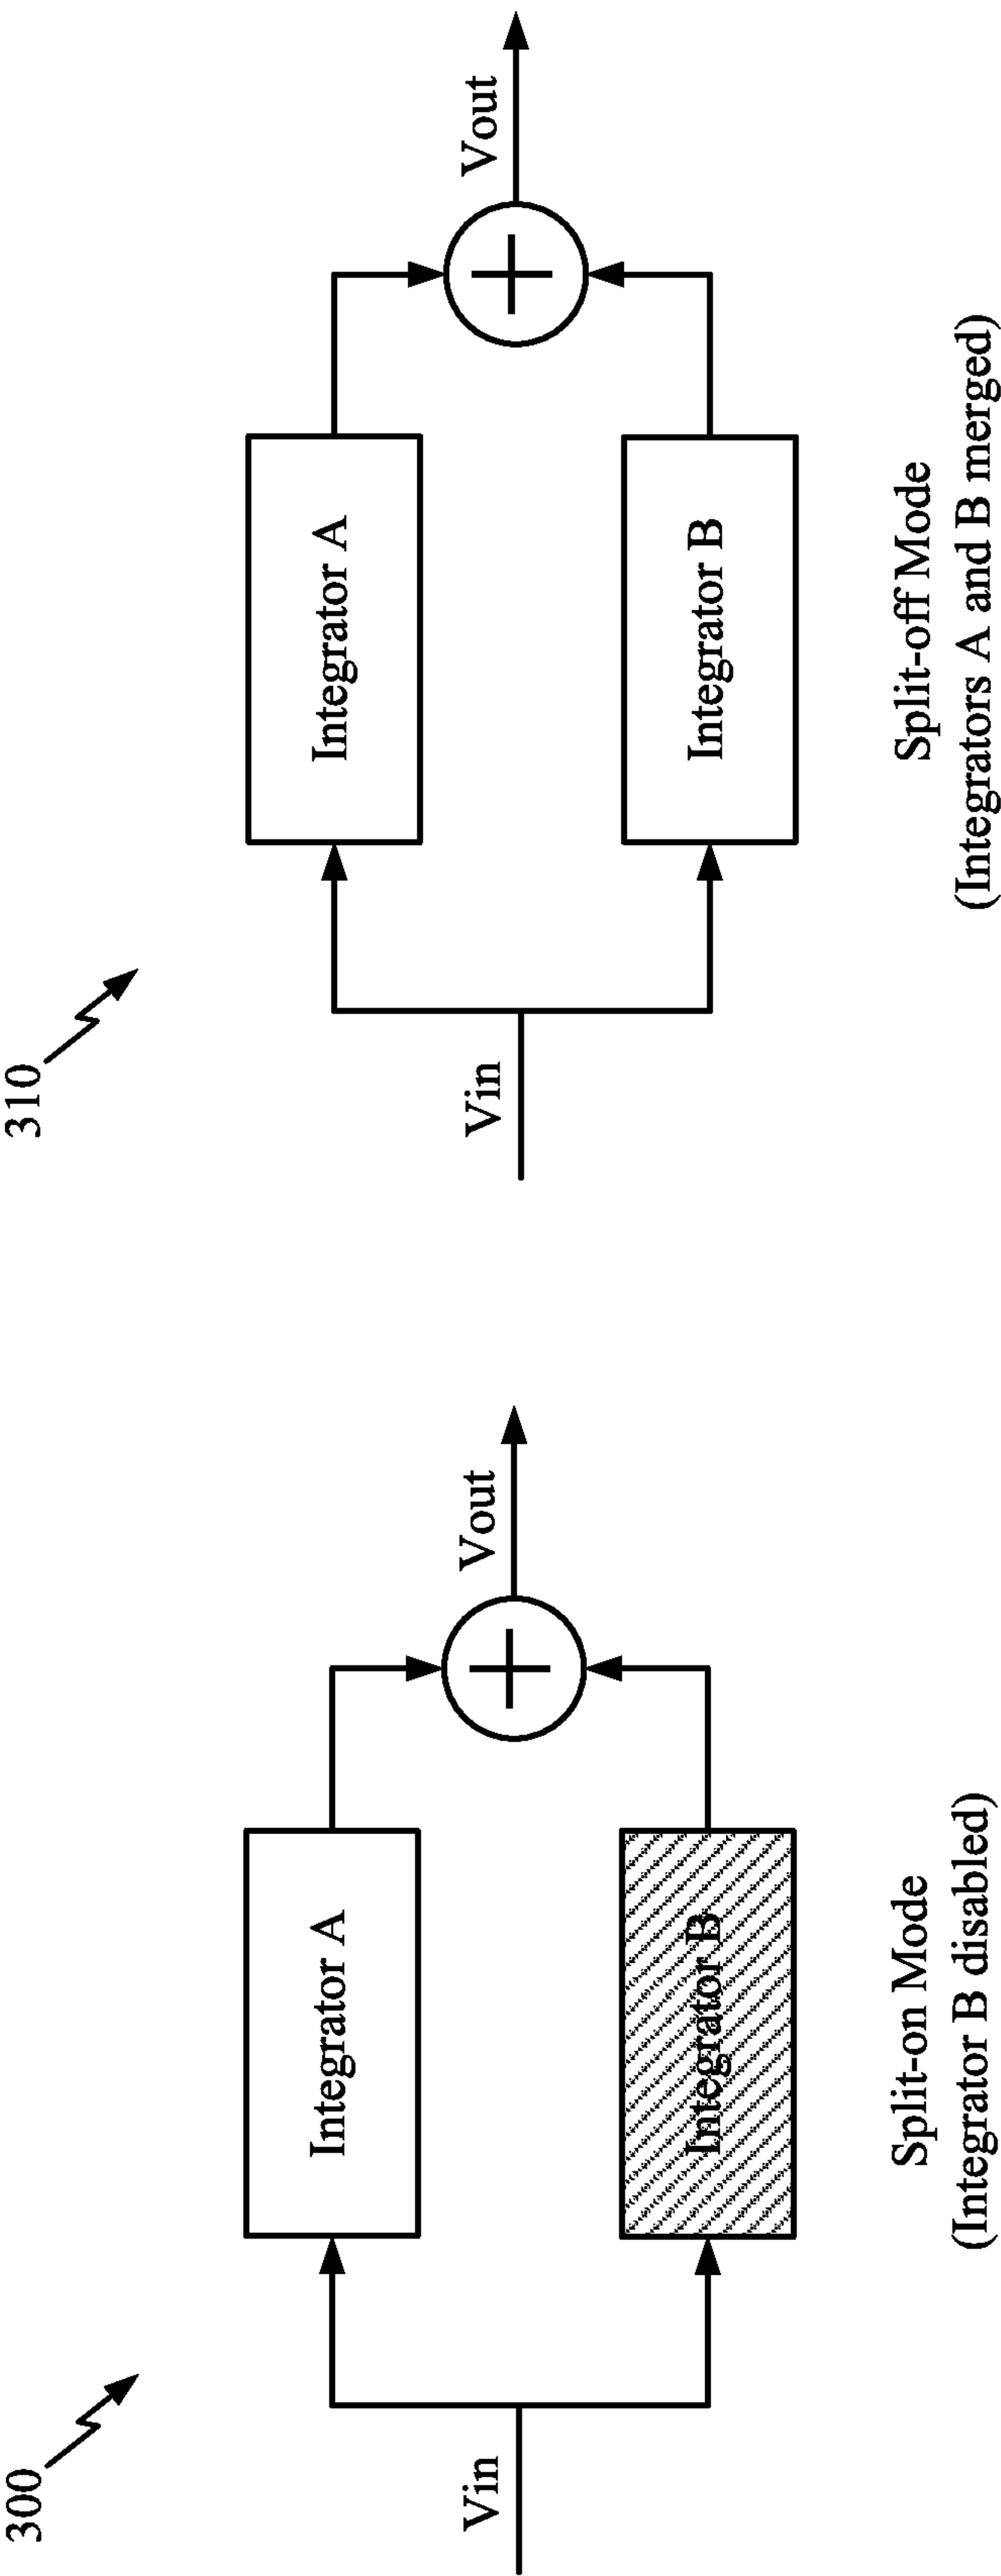 300
Vin
Integrator A
Integrator B
Vout
Split-on Mode
(Integrator B disabled)
310
Vin
Integrator A
Integrator B
Vout
Split-off Mode
(Integrators A and B merged)